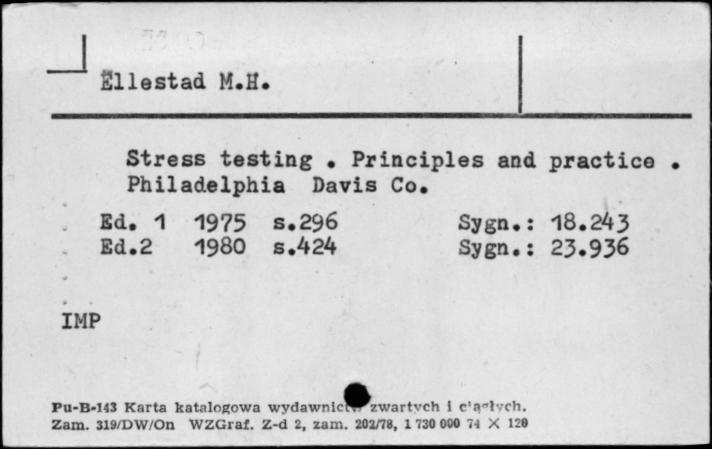 Ellestad M.H.
Stress testing . Principles and practice .
Philadelphia Davis Co.
Ed. 1 1975 s.296 Sygn.: 18.243
Ed.2 1980 s.424 Sygn.: 23.936
IMP
Pu-B-143 Karta katalogowa wydawnictw zwartych i ciągłych.
Zam. 319/DW/On WZGraf. Z-d 2, zam. 202/78, 1 730 000 74 X 120